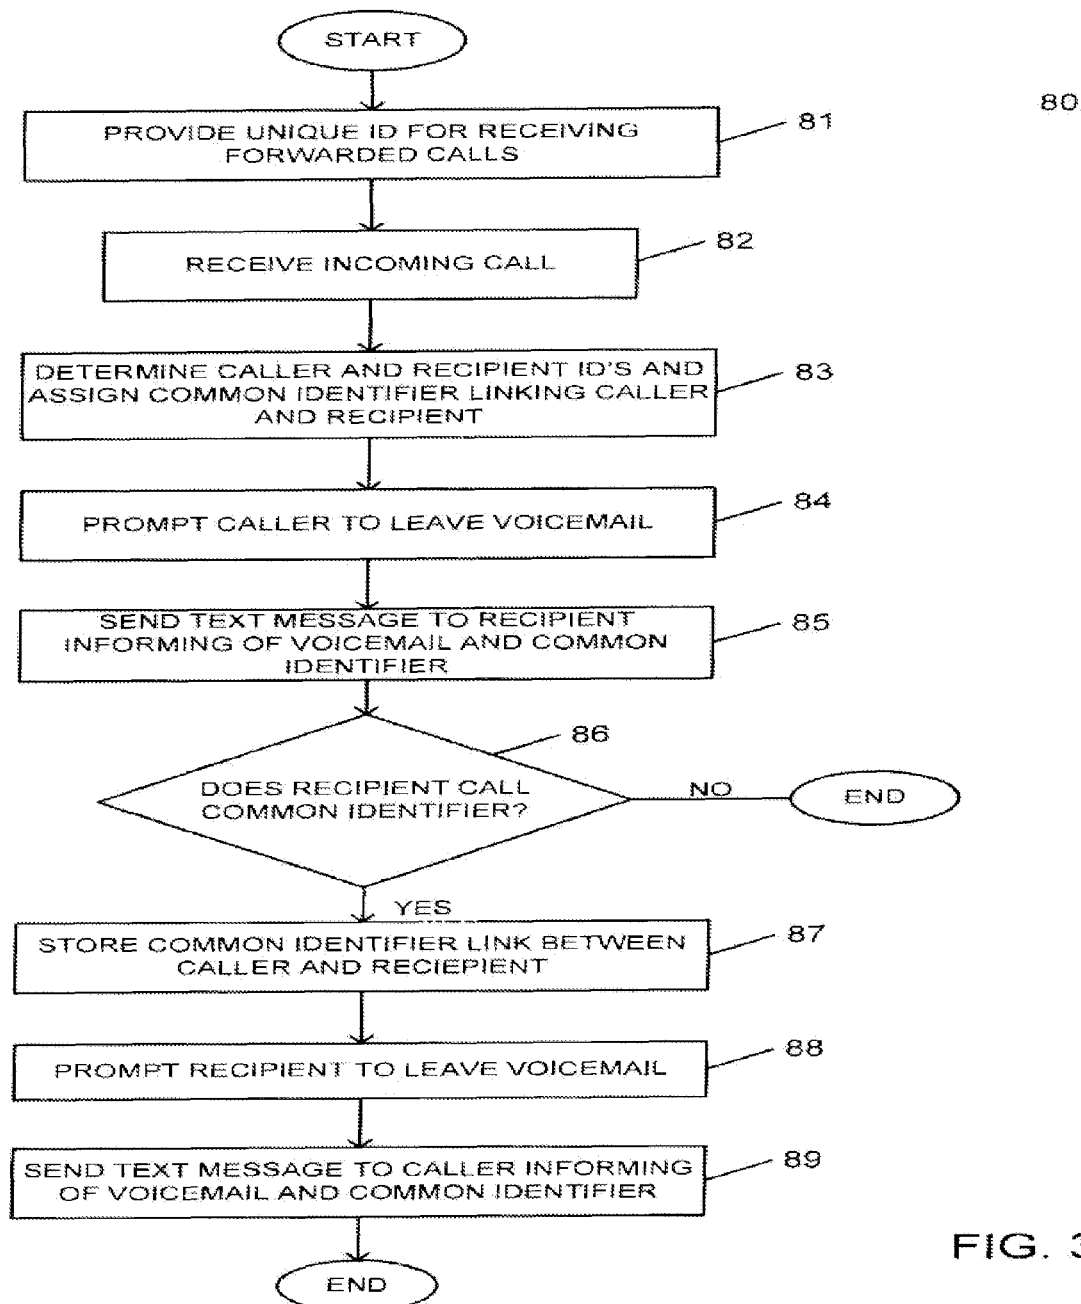 START
80
PROVIDE UNIQUE ID FOR RECEIVING
FORWARDED CALLS
81
RECEIVE INCOMING CALL
82
DETERMINE CALLER AND RECIPIENT ID'S AND
ASSIGN COMMON IDENTIFIER LINKING CALLER
AND RECIPIENT
83
PROMPT CALLER TO LEAVE VOICEMAIL
84
SEND TEXT MESSAGE TO RECIPIENT
INFORMING OF VOICEMAIL AND COMMON
IDENTIFIER
85
86
DOES RECIPIENT CALL
COMMON IDENTIFIER?
NO
END
YES
STORE COMMON IDENTIFIER LINK BETWEEN
CALLER AND RECIEPIENT
87
PROMPT RECIPIENT TO LEAVE VOICEMAIL
88
SEND TEXT MESSAGE TO CALLER INFORMING
OF VOICEMAIL AND COMMON IDENTIFIER
89
END
FIG. 3